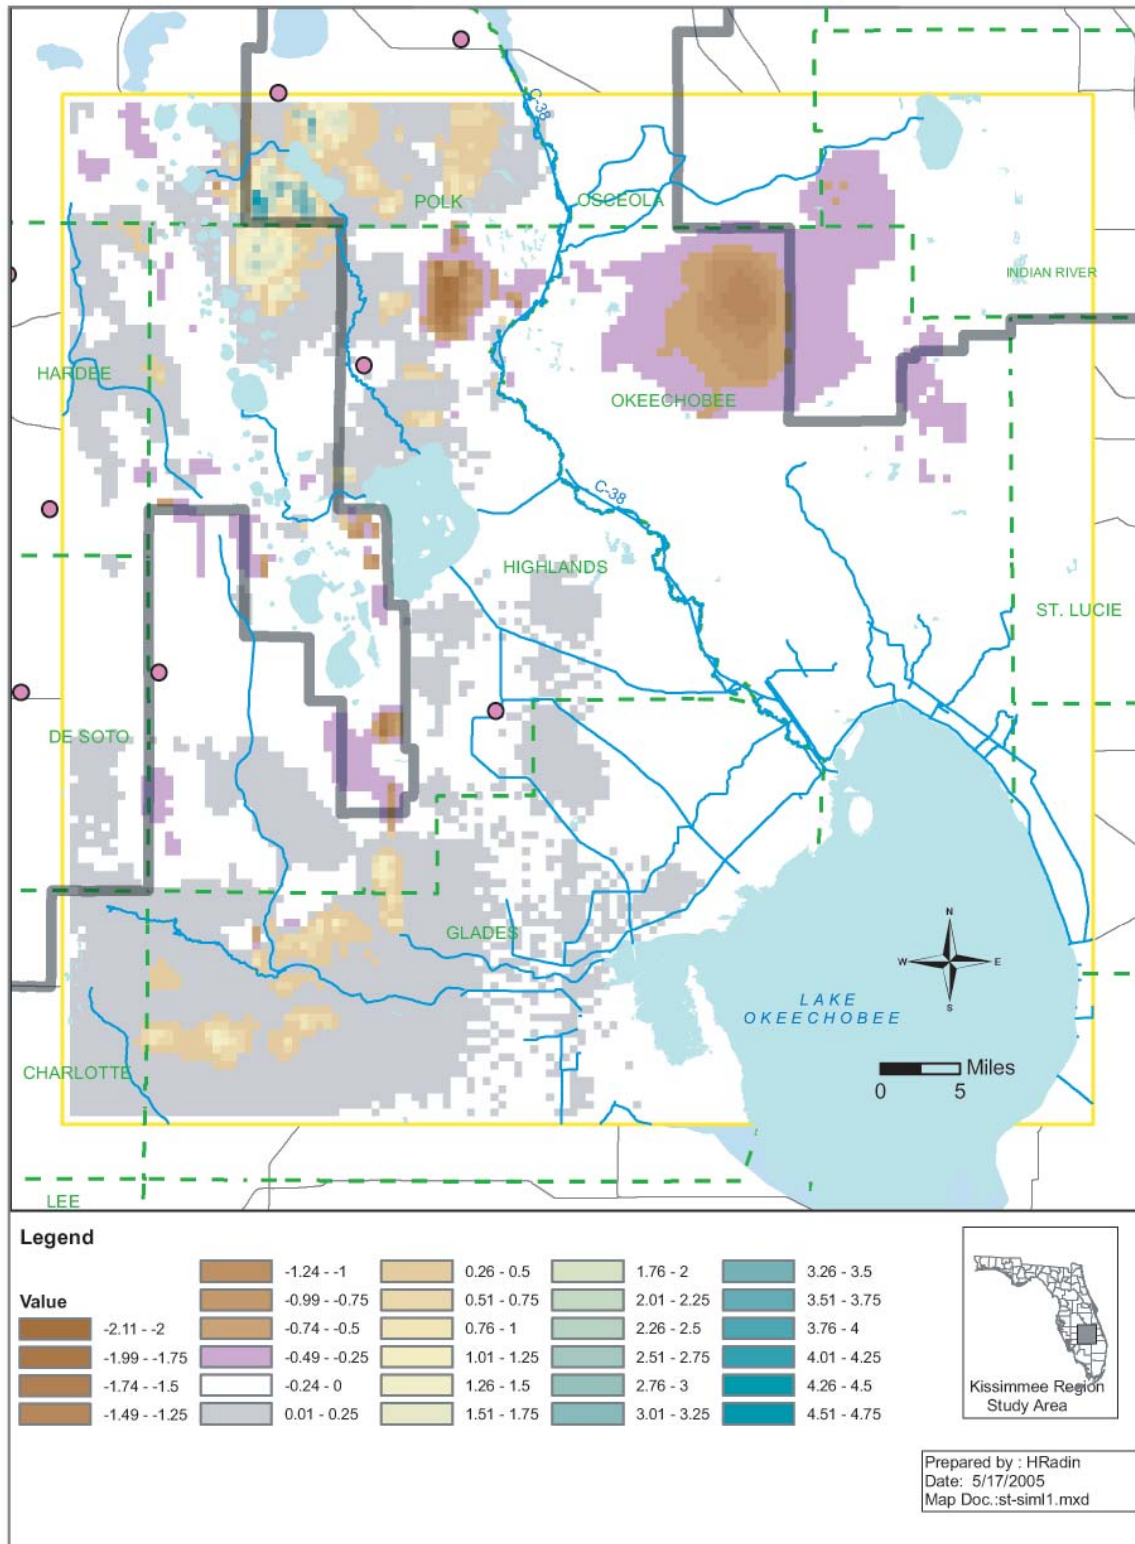 C-38
POLK
OSCEOLA
INDIAN RIVER
HARDEE
OKEECHOBEE
C-38
HIGHLANDS
ST. LUCIE
DE SOTO
GLADES
N
W
E
S
LAKE
OKEECHOBEE
Miles
0 5
CHARLOTTE
LEE
Legend
Value
-2.11 - -2
-1.99 - -1.75
-1.74 - -1.5
-1.49 - -1.25
-1.24 - -1
-0.99 - -0.75
-0.74 - -0.5
-0.49 - -0.25
-0.24 - 0
0.01 - 0.25
0.26 - 0.5
0.51 - 0.75
0.76 - 1
1.01 - 1.25
1.26 - 1.5
1.51 - 1.75
1.76 - 2
2.01 - 2.25
2.26 - 2.5
2.51 - 2.75
2.76 - 3
3.01 - 3.25
3.26 - 3.5
3.51 - 3.75
3.76 - 4
4.01 - 4.25
4.26 - 4.5
4.51 - 4.75
Kissimmee Region
Study Area
Prepared by : HRadin
Date: 5/17/2005
Map Doc.:st-siml1.mxd